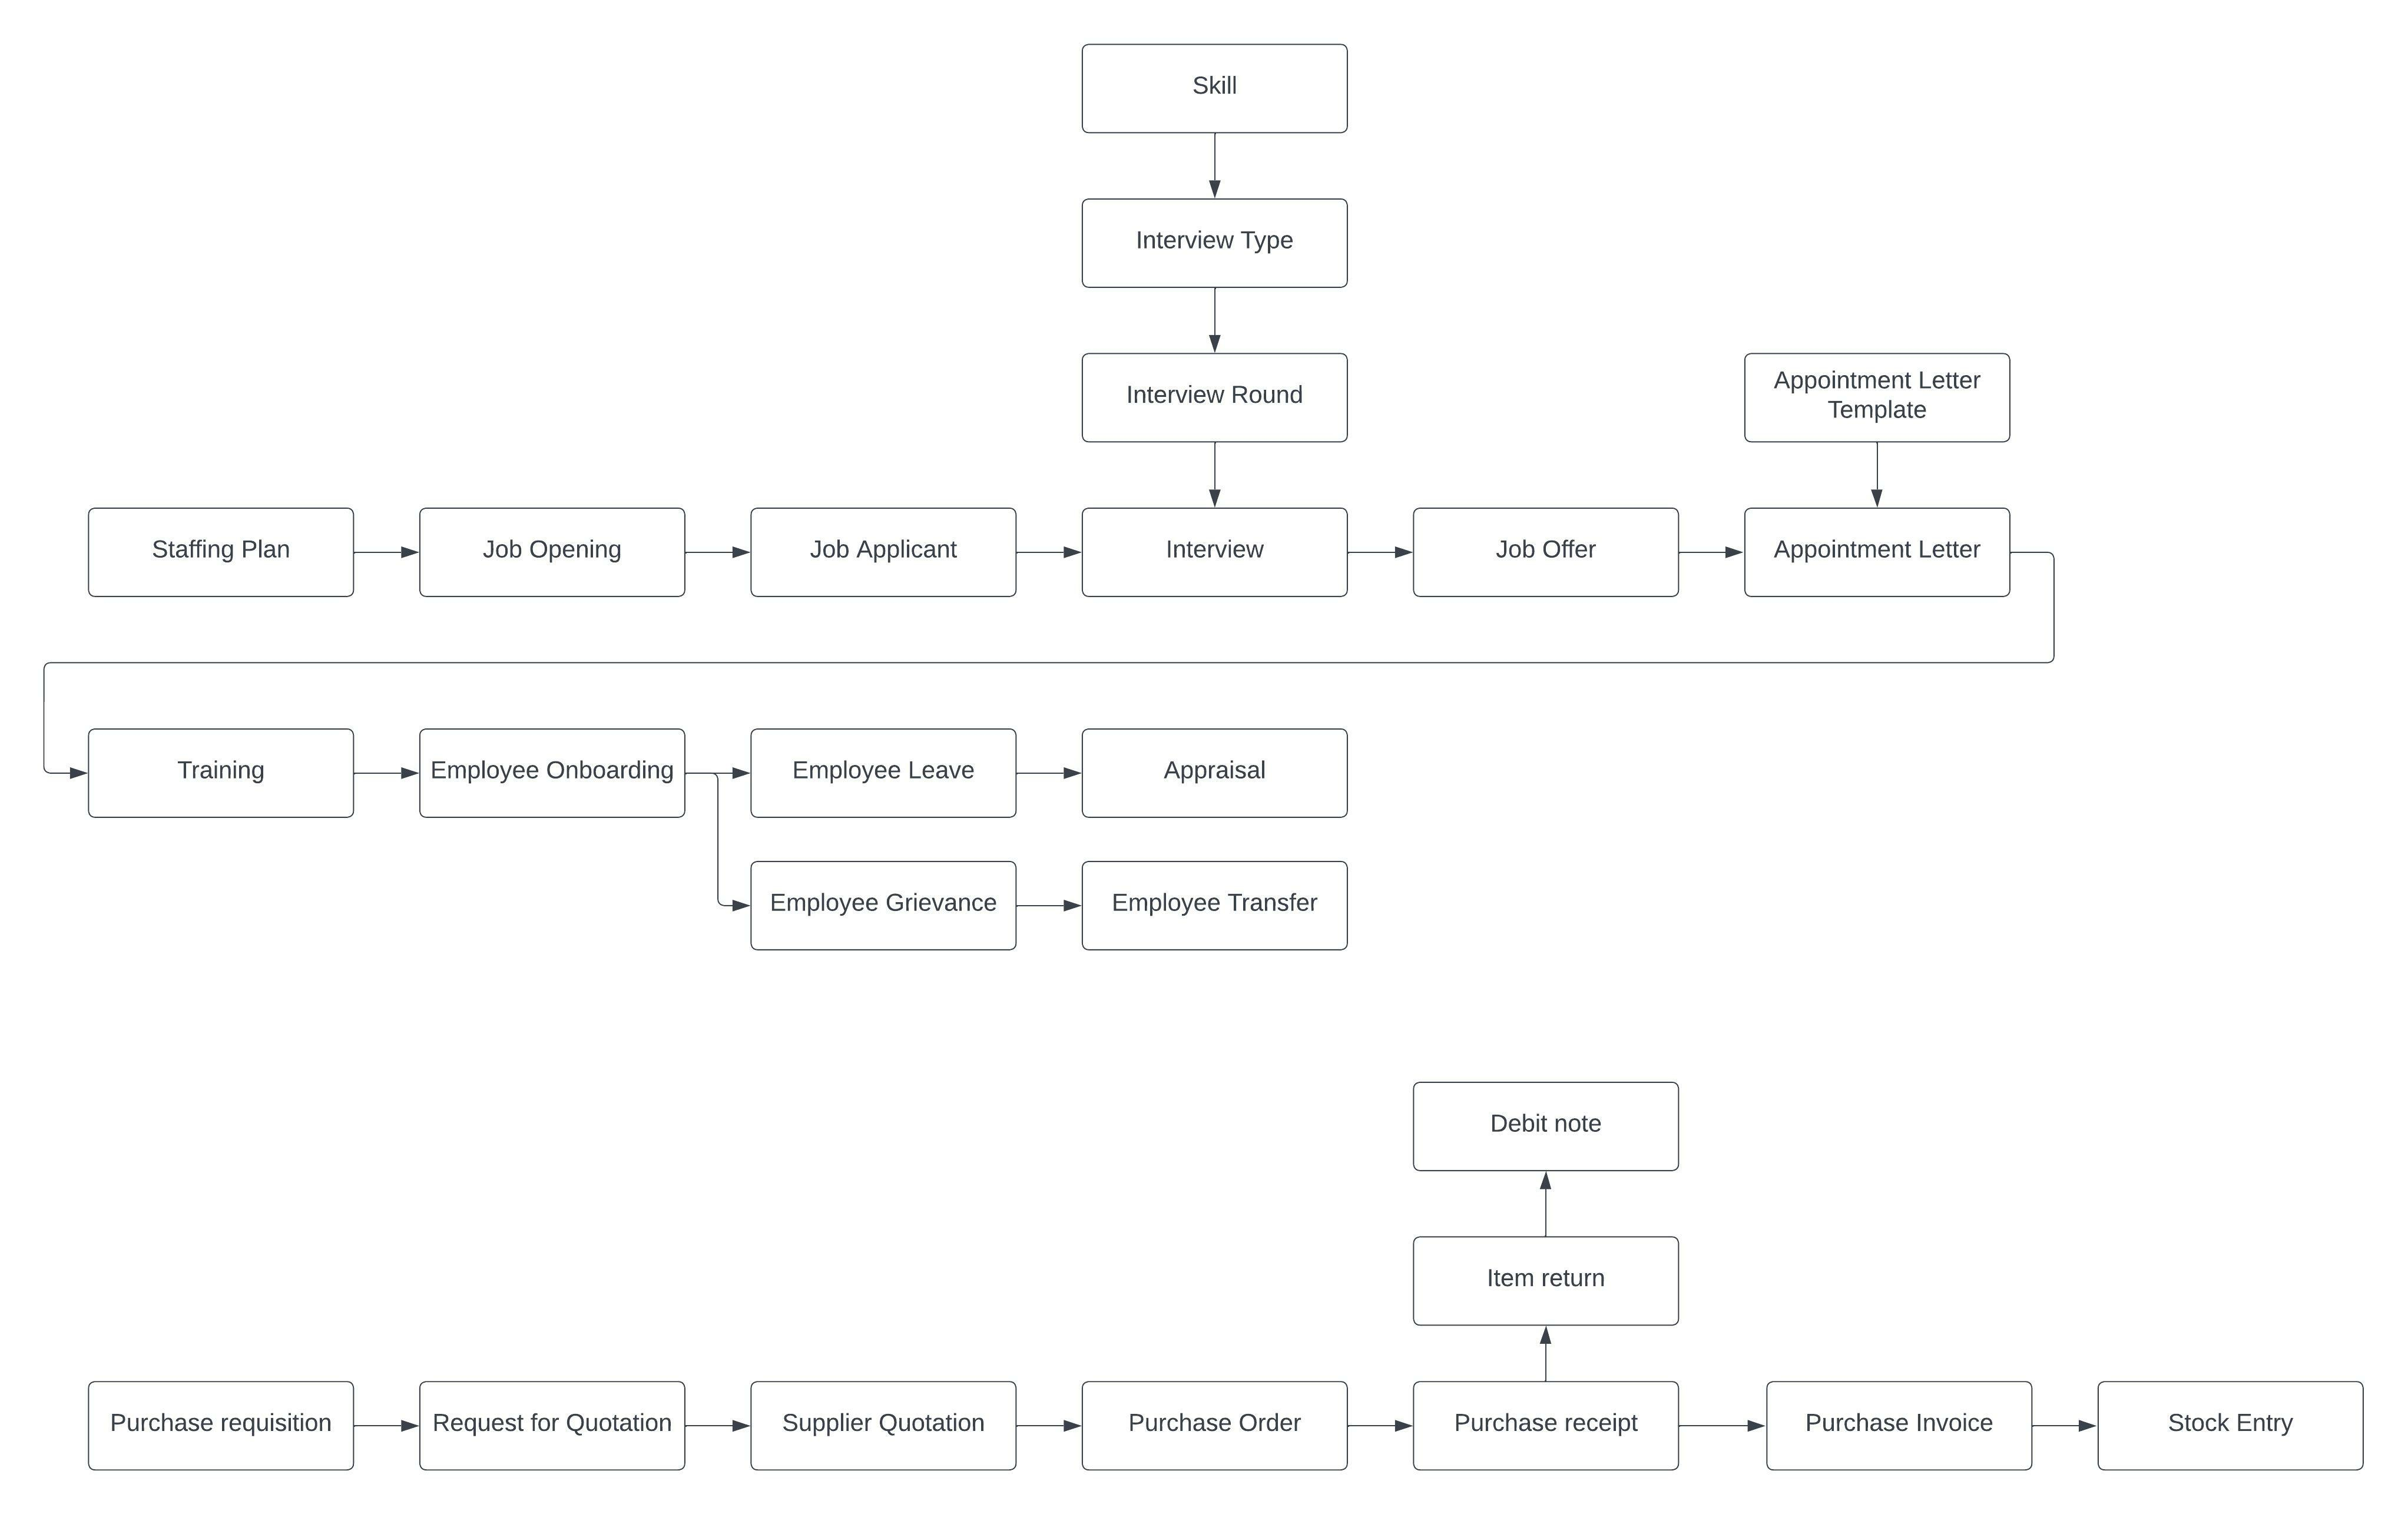 Skill
Interview Type
Interview Round
Appointment Letter
Template
Staffing Plan
Job Opening
Job Applicant
Interview
Job Offer
Appointment Letter
Training
Employee Onboarding
Employee Leave
Appraisal
Employee Grievance
Employee Transfer
Debit note
Item return
Purchase requisition
Request for Quotation
Supplier Quotation
Purchase Order
Purchase receipt
Purchase Invoice
Stock Entry